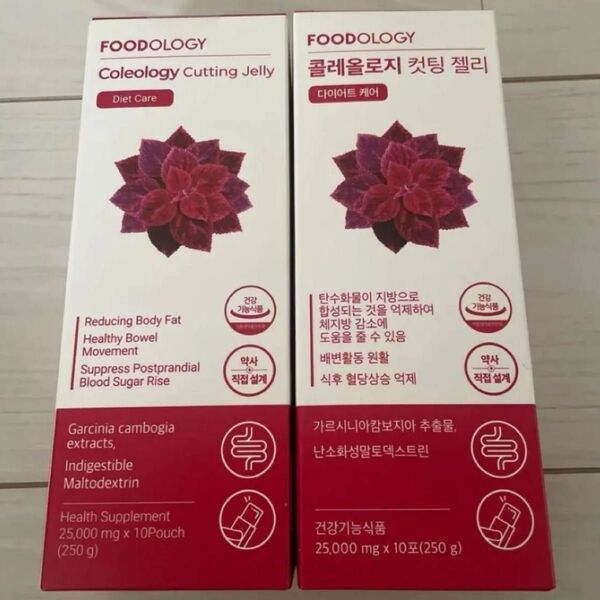 FOODOLOGY
Coleology Cutting Jelly
Diet Care
건강
기능식품
Reducing Body Fat
Healthy Bowel
Movement
Suppress Postprandial
Blood Sugar Rise
약사
직접 설계
Garcinia cambogia
extracts,
Indigestible
Maltodextrin
Health Supplement
25,000 mg x 10Pouch
(250 g)
FOODOLOGY
콜레올로지 컷팅 젤리
다이어트 케어
건강
기능식품
탄수화물이 지방으로
합성되는 것을 억제하여
체지방 감소에
도움을 줄 수 있음
배변활동 원활
식후 혈당상승 억제
약사
직접 설계
가르시니아캄보지아 추출물,
난소화성말토덱스트린
건강기능식품
25,000 mg x 10포(250 g)